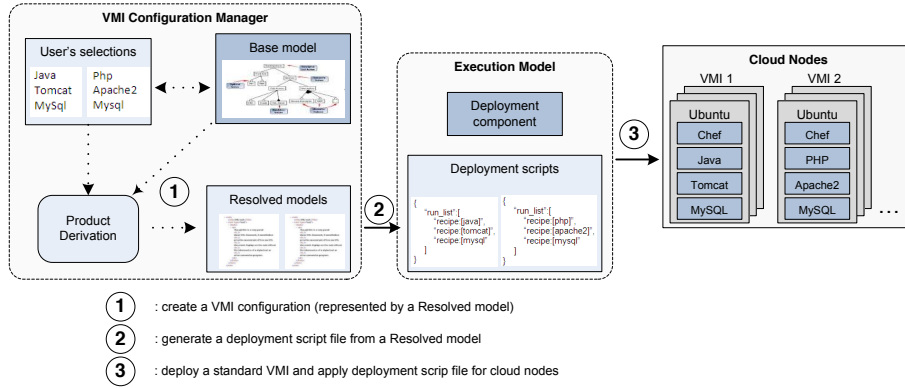 VMI Configuration Manager
User's selections
Java
Tomcat
MySql
Php
Apache2
Mysql
Base model
Product
Derivation
1
Resolved models
2
Execution Model
Deployment
component
Deployment scripts
{
"run_list":[
"recipe:[java]",
"recipe:[tomcat]",
"recipe:[mysql"
]
}
{
"run_list":[
"recipe:[php]",
"recipe:[apache2]",
"recipe:[mysql"
]
}
3
Cloud Nodes
VMI 1
Ubuntu
Chef
Java
Tomcat
MySQL
VMI 2
Ubuntu
Chef
PHP
Apache2
MySQL
...
1 : create a VMI configuration (represented by a Resolved model)
2 : generate a deployment script file from a Resolved model
3 : deploy a standard VMI and apply deployment scrip file for cloud nodes